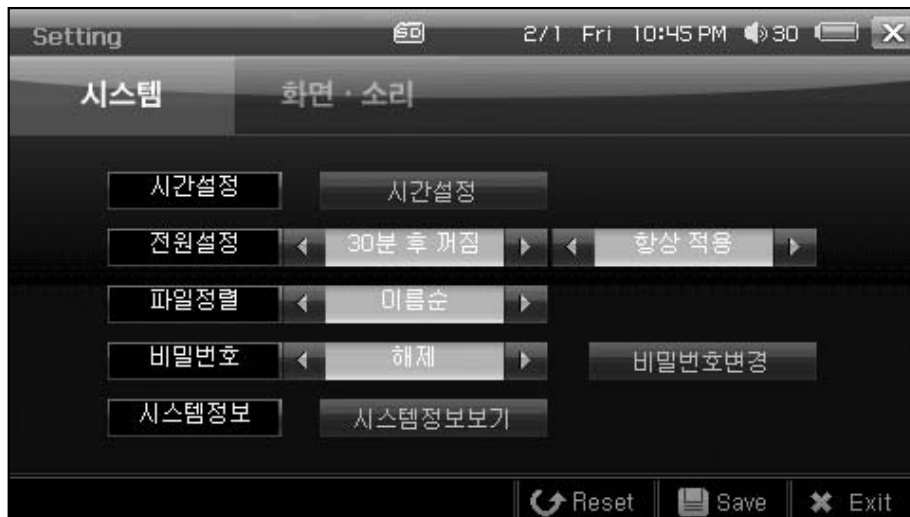 Setting SD 2/1 Fri 10:45 PM 30 X
시스템 화면 · 소리
시간설정 시간설정
전원설정 30분 후 꺼짐 항상 적용
파일정렬 이름순
비밀번호 해제 비밀번호변경
시스템정보 시스템정보보기
Reset Save Exit